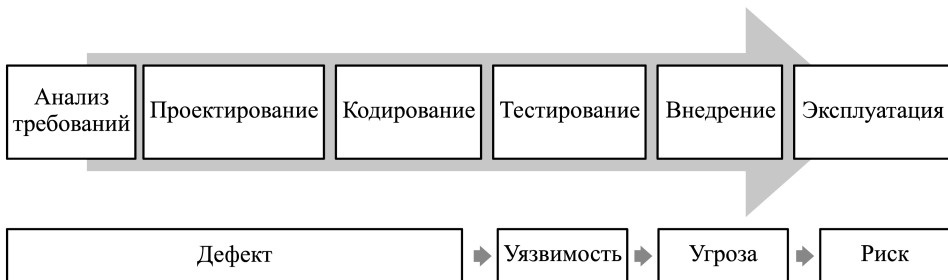 Анализ
требований
Проектирование
Кодирование
Тестирование
Внедрение
Эксплуатация
Дефект
Уязвимость
Угроза
Риск